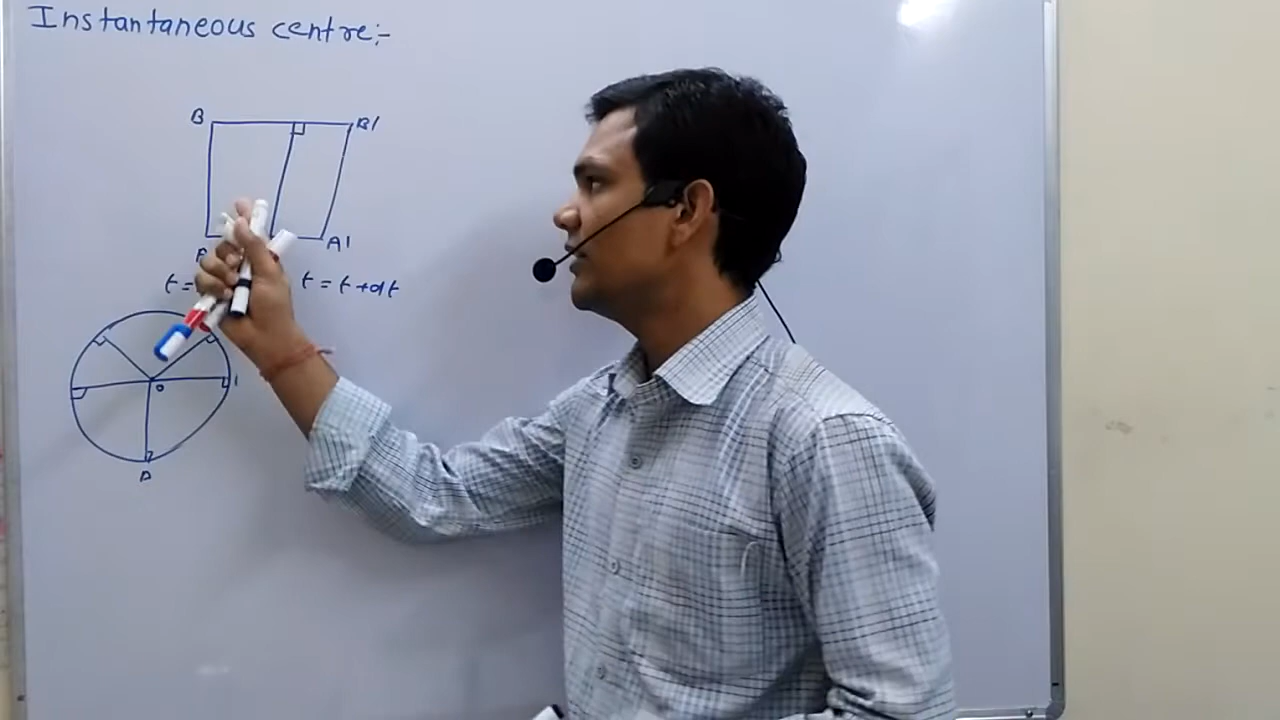 Instantaneous centre:-
B B'
A'
t = t = t + dt
O
A